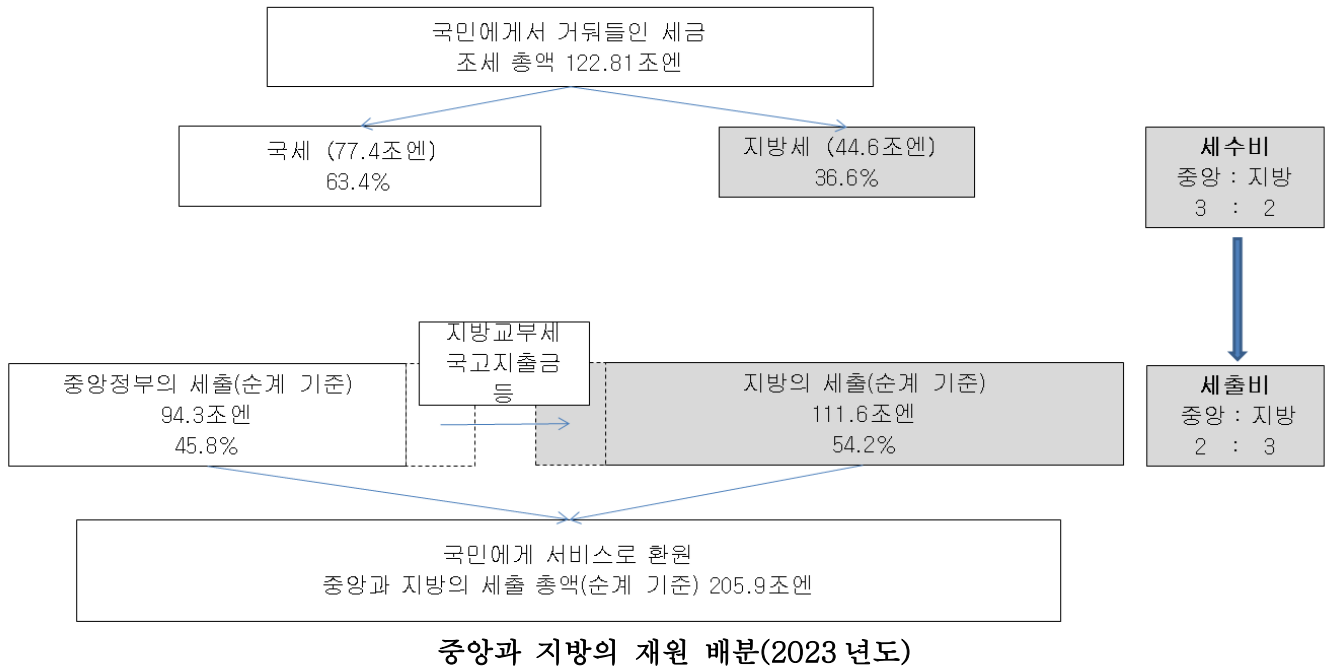 국민에게서 거둬들인 세금
조세 총액 122.81조엔
국세 (77.4조엔)
63.4%
지방세 (44.6조엔)
36.6%
세수비
중앙 : 지방
3 : 2
지방교부세
국고지출금
등
중앙정부의 세출(순계 기준)
94.3조엔
45.8%
지방의 세출(순계 기준)
111.6조엔
54.2%
세출비
중앙 : 지방
2 : 3
국민에게 서비스로 환원
중앙과 지방의 세출 총액(순계 기준) 205.9조엔
중앙과 지방의 재원 배분(2023년도)